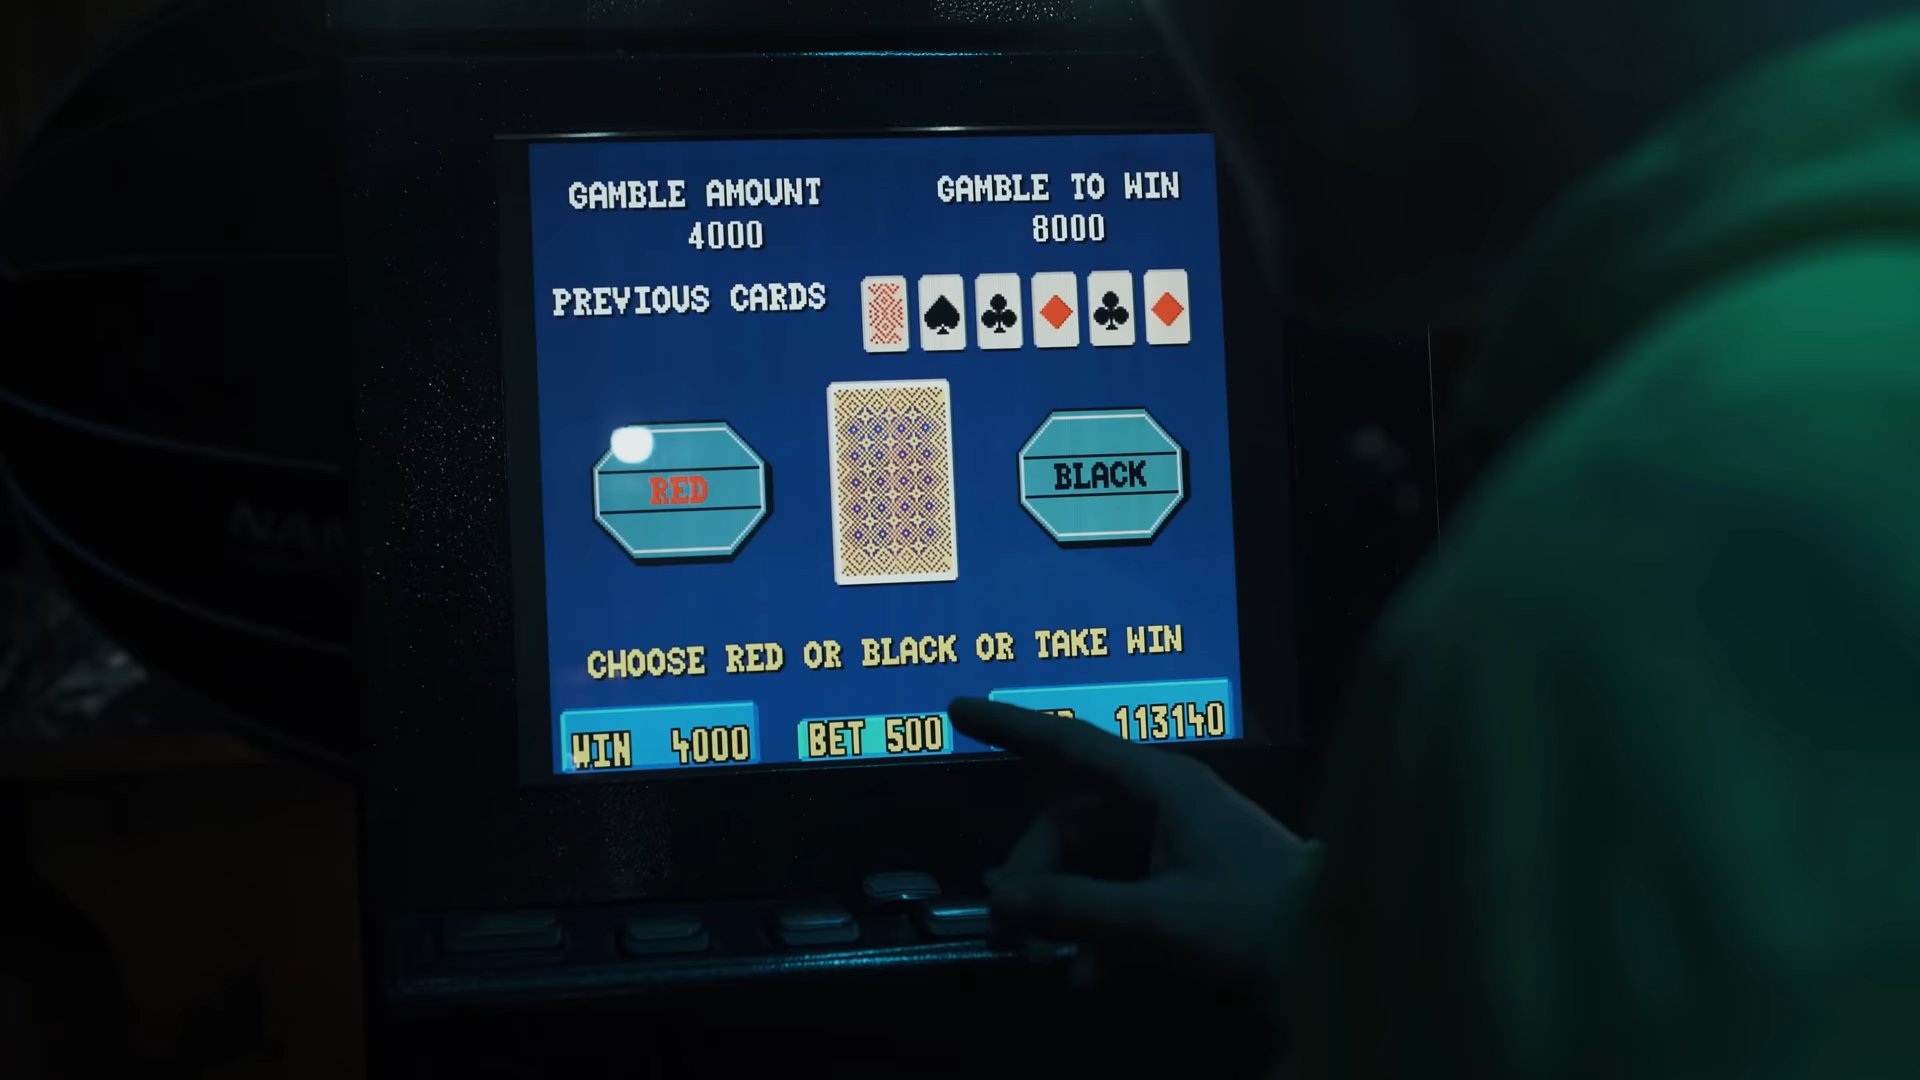 GAMBLE AMOUNT
4000
GAMBLE TO WIN
8000
PREVIOUS CARDS
RED
BLACK
CHOOSE RED OR BLACK OR TAKE WIN
WIN 4000
BET 500
113140